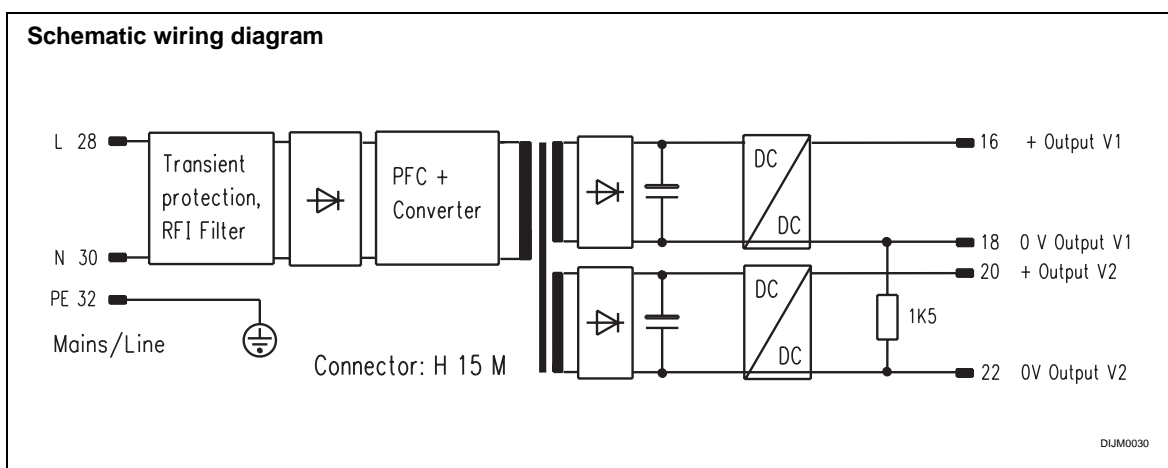 Schematic wiring diagram
L 28
Transient
protection,
RFI Filter
PFC +
Converter
N 30
PE 32
Mains/Line
Connector: H 15 M
DC
DC
DC
DC
16 + Output V1
18 0 V Output V1
20 + Output V2
1K5
22 0V Output V2
DIJM0030